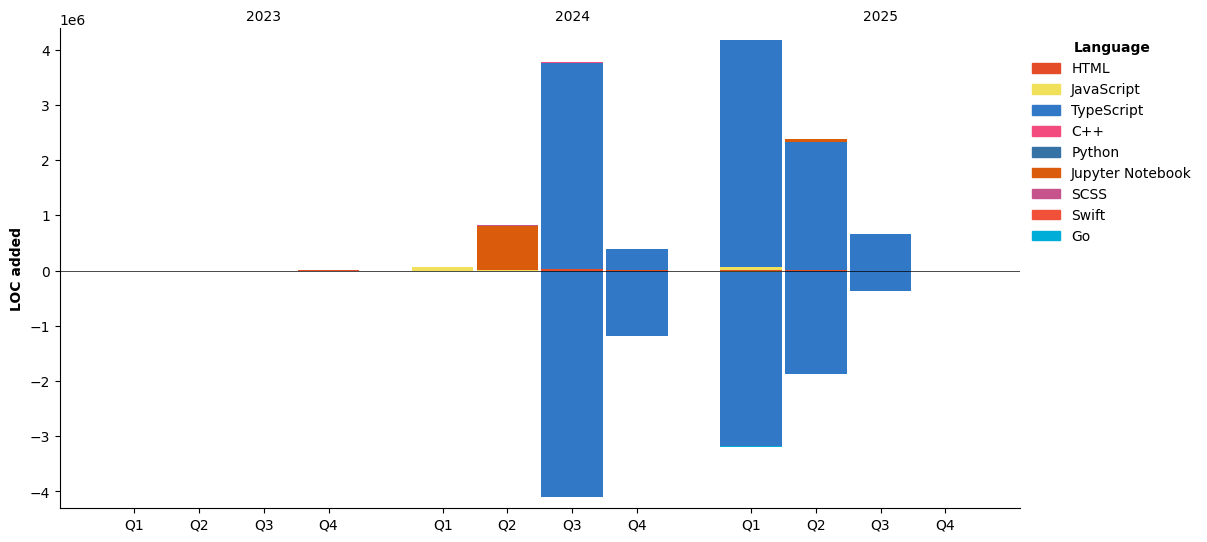 2023 2024 2025
1e6
LOC added
4
3
2
1
0
−1
−2
−3
−4
Q1 Q2 Q3 Q4 Q1 Q2 Q3 Q4 Q1 Q2 Q3 Q4
Language
HTML
JavaScript
TypeScript
C++
Python
Jupyter Notebook
SCSS
Swift
Go